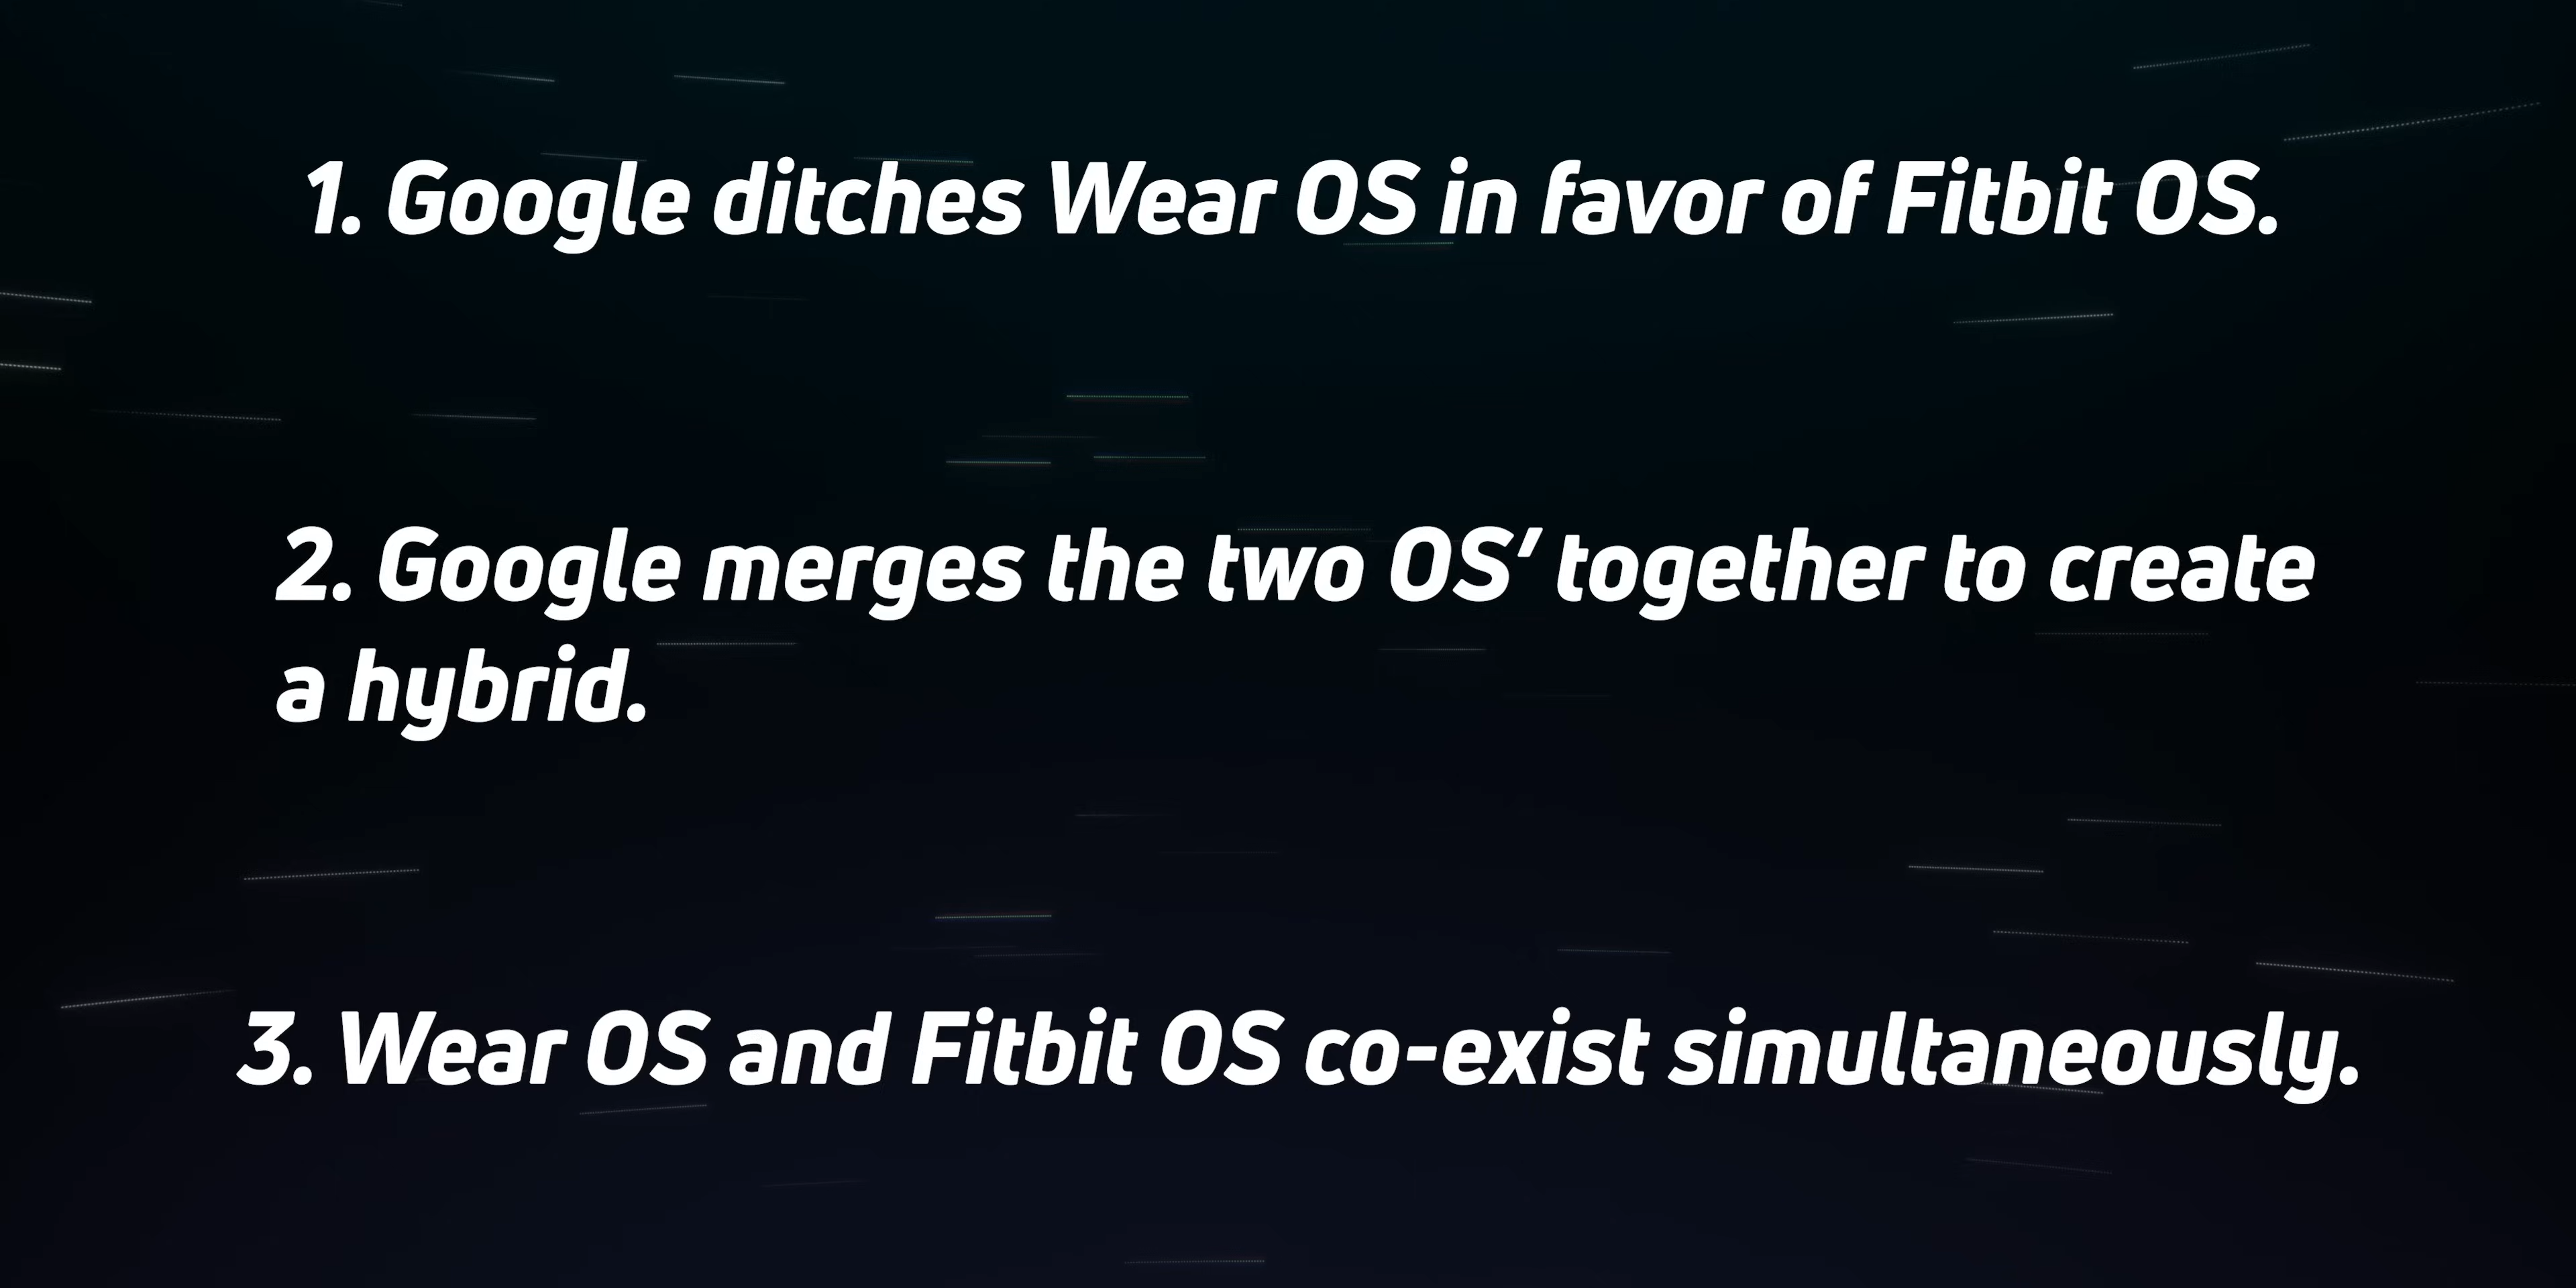 1. Google ditches Wear OS in favor of Fitbit OS.
2. Google merges the two OS’ together to create
a hybrid.
3. Wear OS and Fitbit OS co-exist simultaneously.